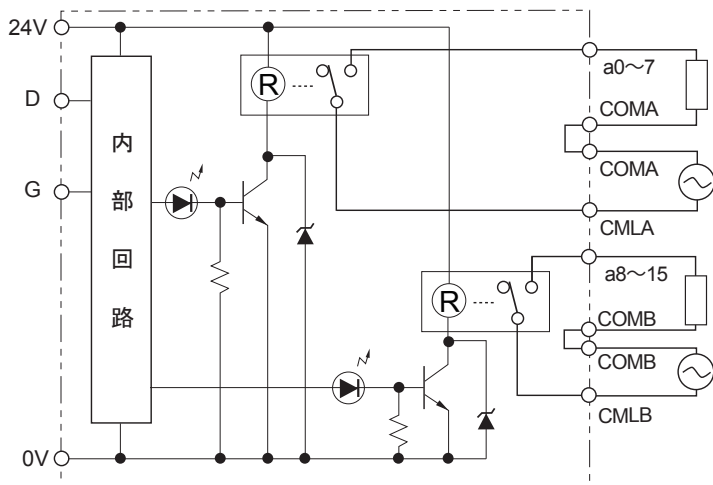 24V
D
G
0V
内
部
回
路
R
a0～7
COMA
COMA
CMLA
R
a8～15
COMB
COMB
CMLB